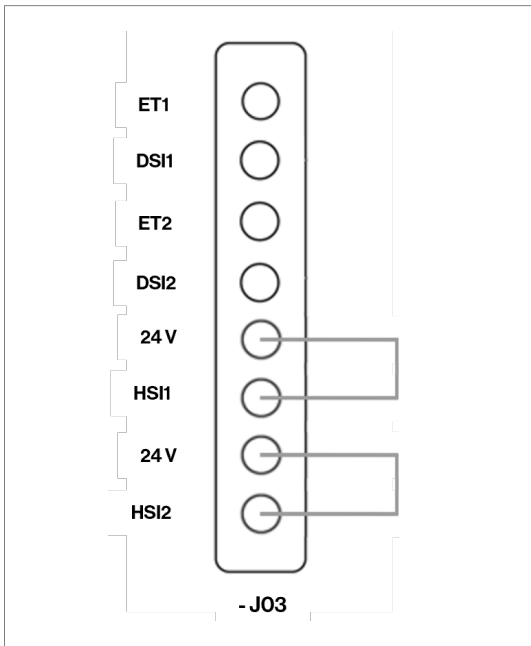 ET1
DSI1
ET2
DSI2
24 V
HSI1
24 V
HSI2
- J03